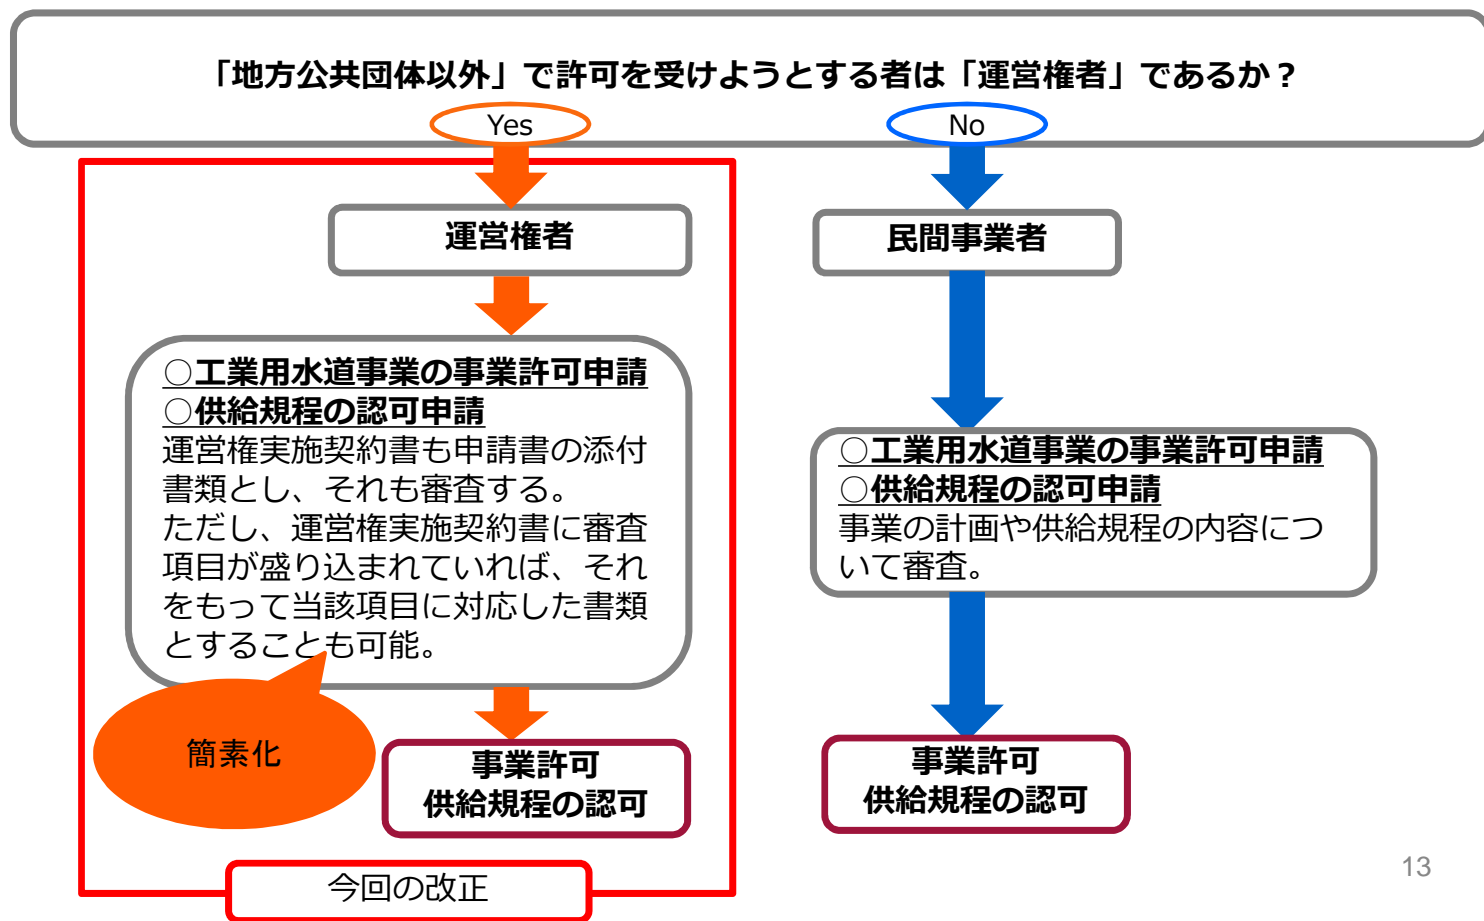 「地方公共団体以外」で許可を受けようとする者は「運営権者」であるか？
Yes
No
運営権者
民間事業者
○工業用水道事業の事業許可申請
○供給規程の認可申請
運営権実施契約書も申請書の添付
書類とし、それも審査する。
ただし、運営権実施契約書に審査
項目が盛り込まれていれば、それ
をもって当該項目に対応した書類
とすることも可能。
○工業用水道事業の事業許可申請
○供給規程の認可申請
事業の計画や供給規程の内容につ
いて審査。
簡素化
事業許可
供給規程の認可
事業許可
供給規程の認可
今回の改正
13